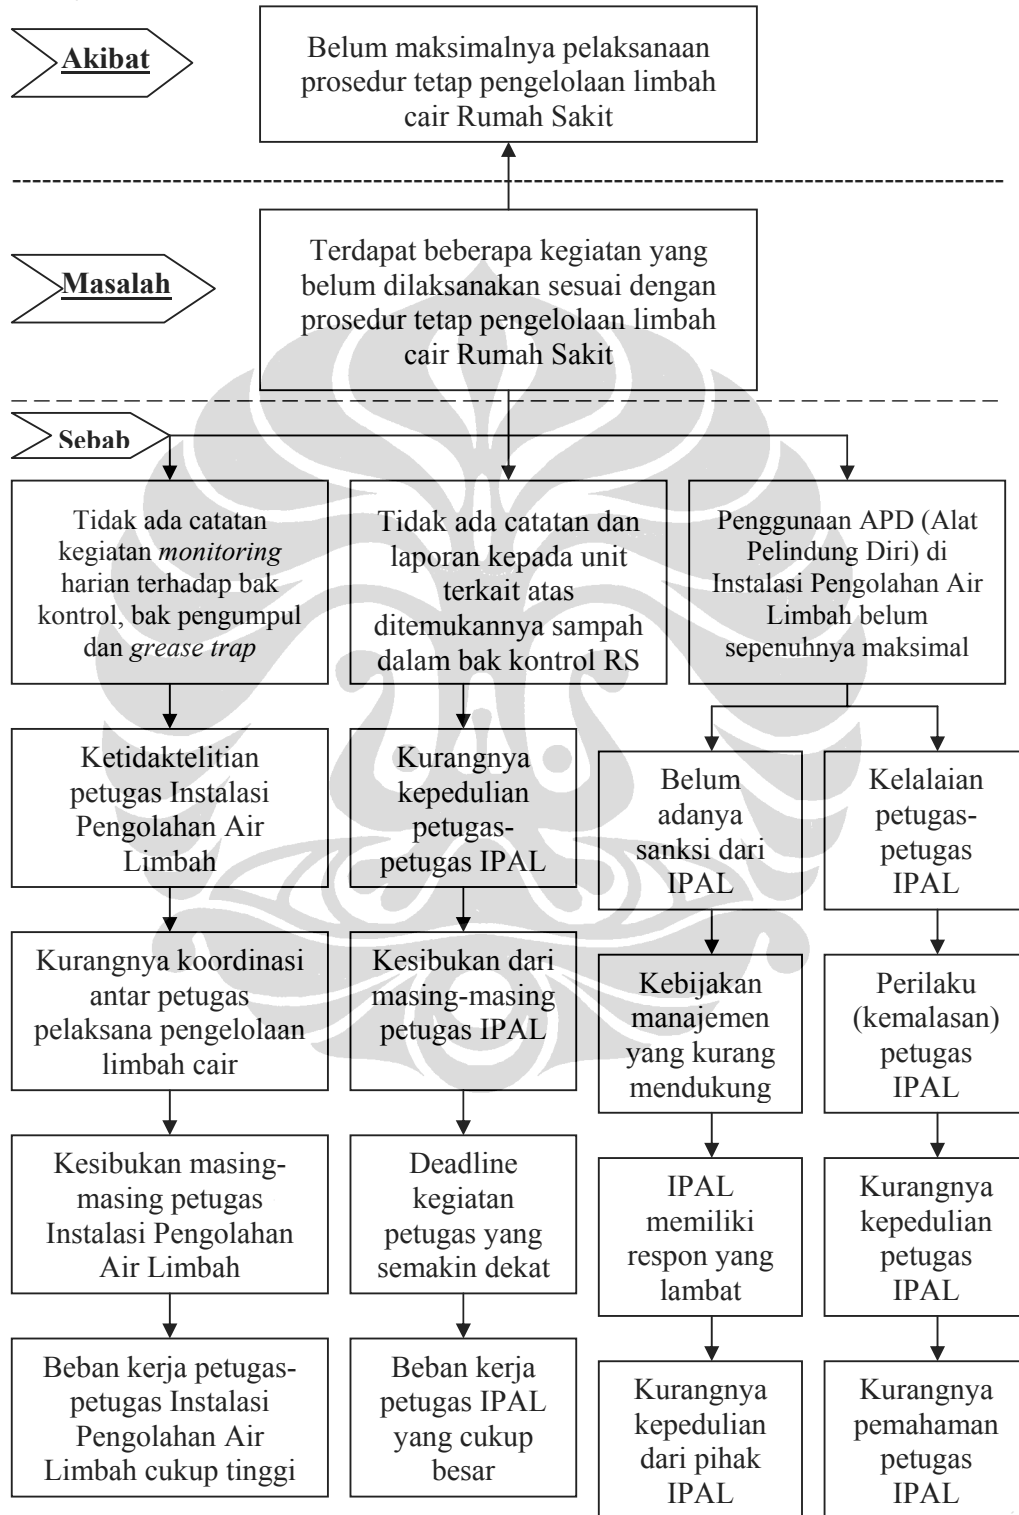 Akibat
Belum maksimalnya pelaksanaan
prosedur tetap pengelolaan limbah
cair Rumah Sakit
Masalah
Terdapat beberapa kegiatan yang
belum dilaksanakan sesuai dengan
prosedur tetap pengelolaan limbah
cair Rumah Sakit
Sebab
Tidak ada catatan
kegiatan monitoring
harian terhadap bak
kontrol, bak pengumpul
dan grease trap
Tidak ada catatan dan
laporan kepada unit
terkait atas
ditemukannya sampah
dalam bak kontrol RS
Penggunaan APD (Alat
Pelindung Diri) di
Instalasi Pengolahan Air
Limbah belum
sepenuhnya maksimal
Ketidaktelitian
petugas Instalasi
Pengolahan Air
Limbah
Kurangnya
kepedulian
petugas-
petugas IPAL
Belum
adanya
sanksi dari
IPAL
Kelalaian
petugas-
petugas
IPAL
Kurangnya koordinasi
antar petugas
pelaksana pengelolaan
limbah cair
Kesibukan dari
masing-masing
petugas IPAL
Kebijakan
manajemen
yang kurang
mendukung
Perilaku
(kemalasan)
petugas
IPAL
Kesibukan masing-
masing petugas
Instalasi Pengolahan
Air Limbah
Deadline
kegiatan
petugas yang
semakin dekat
IPAL
memiliki
respon yang
lambat
Kurangnya
kepedulian
petugas
IPAL
Beban kerja petugas-
petugas Instalasi
Pengolahan Air
Limbah cukup tinggi
Beban kerja
petugas IPAL
yang cukup
besar
Kurangnya
kepedulian
dari pihak
IPAL
Kurangnya
pemahaman
petugas
IPAL